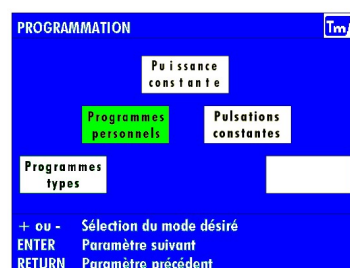 PROGRAMMATION
Tm
Puissance
constante
Programmes
personnels
Pulsations
constantes
Programmes
types
+ ou - Sélection du mode désiré
ENTER Paramètre suivant
RETURN Paramètre précédent